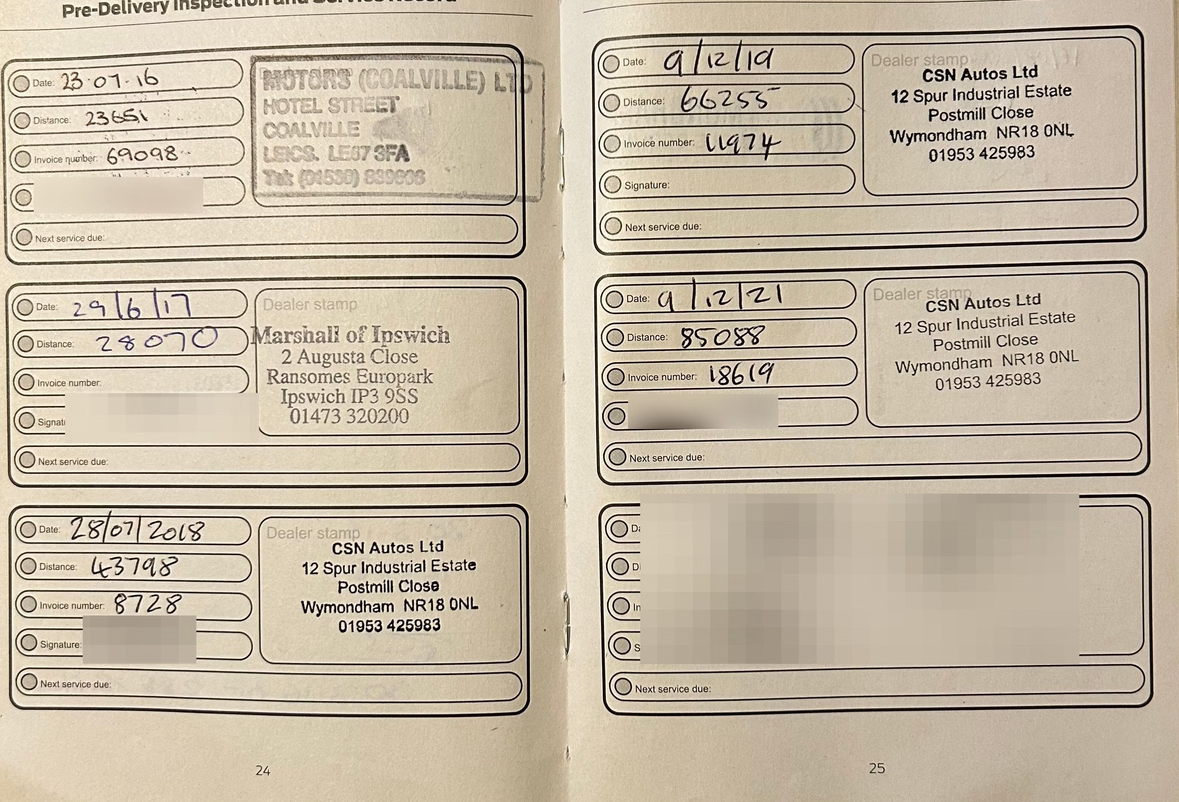 Pre-Delivery Inspection and Service Record
Date: 23·07·16
Distance: 23651
Invoice number: 69098
MOTORS (COALVILLE) LTD
HOTEL STREET
COALVILLE
LEICS. LE67 3FA
Next service due:
Date: 29/6/17
Distance: 28070
Invoice number:
Dealer stamp
Marshall of Ipswich
2 Augusta Close
Ransomes Europark
Ipswich IP3 9SS
01473 320200
Next service due:
Date: 28/07/2018
Distance: 43798
Invoice number: 8728
Signature:
Dealer stamp
CSN Autos Ltd
12 Spur Industrial Estate
Postmill Close
Wymondham NR18 0NL
01953 425983
Next service due:
24
Date: 9/12/19
Distance: 66255
Invoice number: 11974
Signature:
Dealer stamp
CSN Autos Ltd
12 Spur Industrial Estate
Postmill Close
Wymondham NR18 0NL
01953 425983
Next service due:
Date: 9/12/21
Distance: 85088
Invoice number: 18619
Dealer stamp
CSN Autos Ltd
12 Spur Industrial Estate
Postmill Close
Wymondham NR18 0NL
01953 425983
Next service due:
Next service due:
25